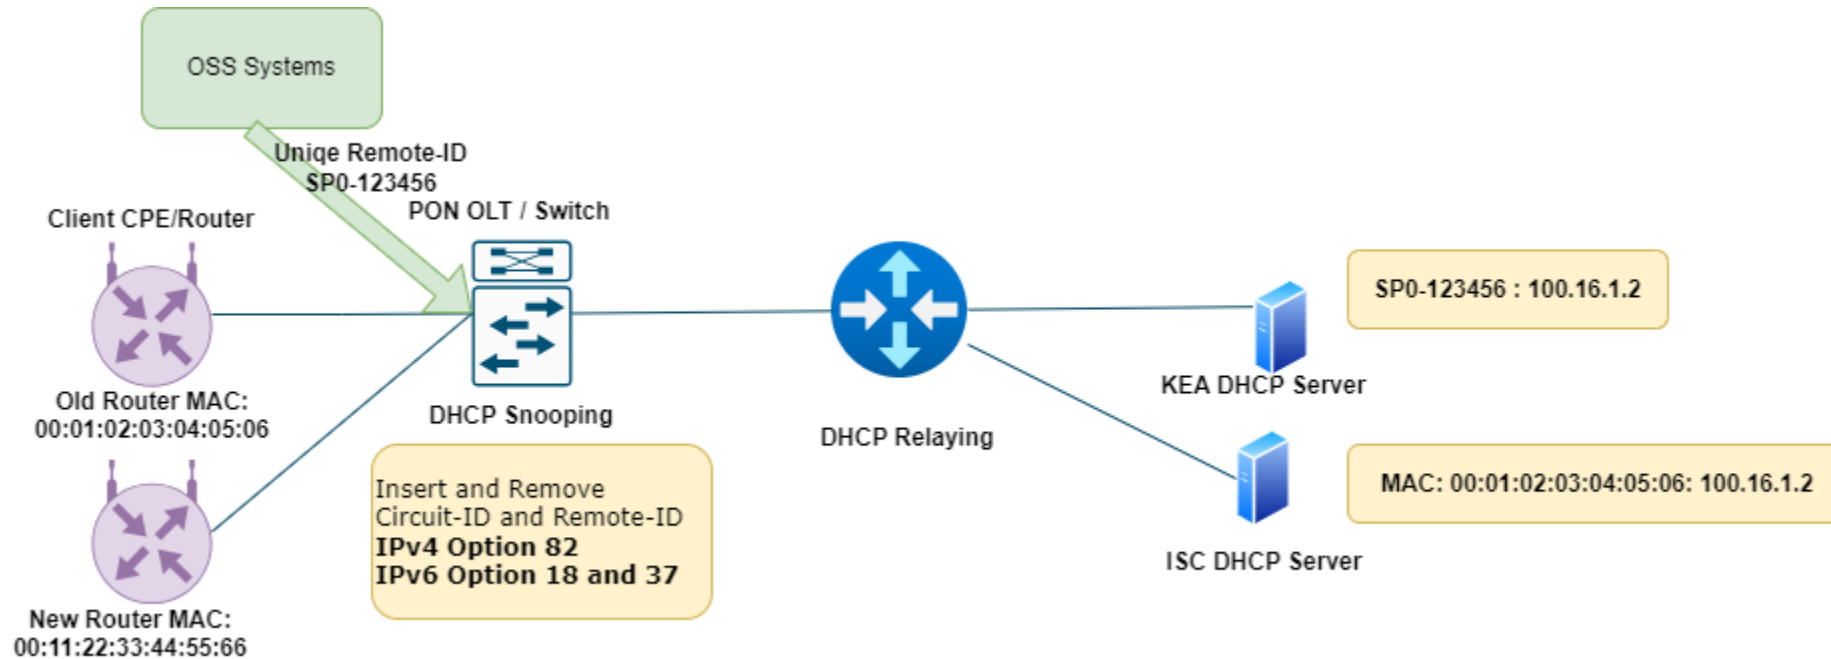 OSS Systems
Uniqe Remote-ID
SP0-123456
PON OLT / Switch
Client CPE/Router
Old Router MAC:
00:01:02:03:04:05:06
New Router MAC:
00:11:22:33:44:55:66
DHCP Snooping
Insert and Remove
Circuit-ID and Remote-ID
IPv4 Option 82
IPv6 Option 18 and 37
DHCP Relaying
SP0-123456 : 100.16.1.2
KEA DHCP Server
MAC: 00:01:02:03:04:05:06: 100.16.1.2
ISC DHCP Server